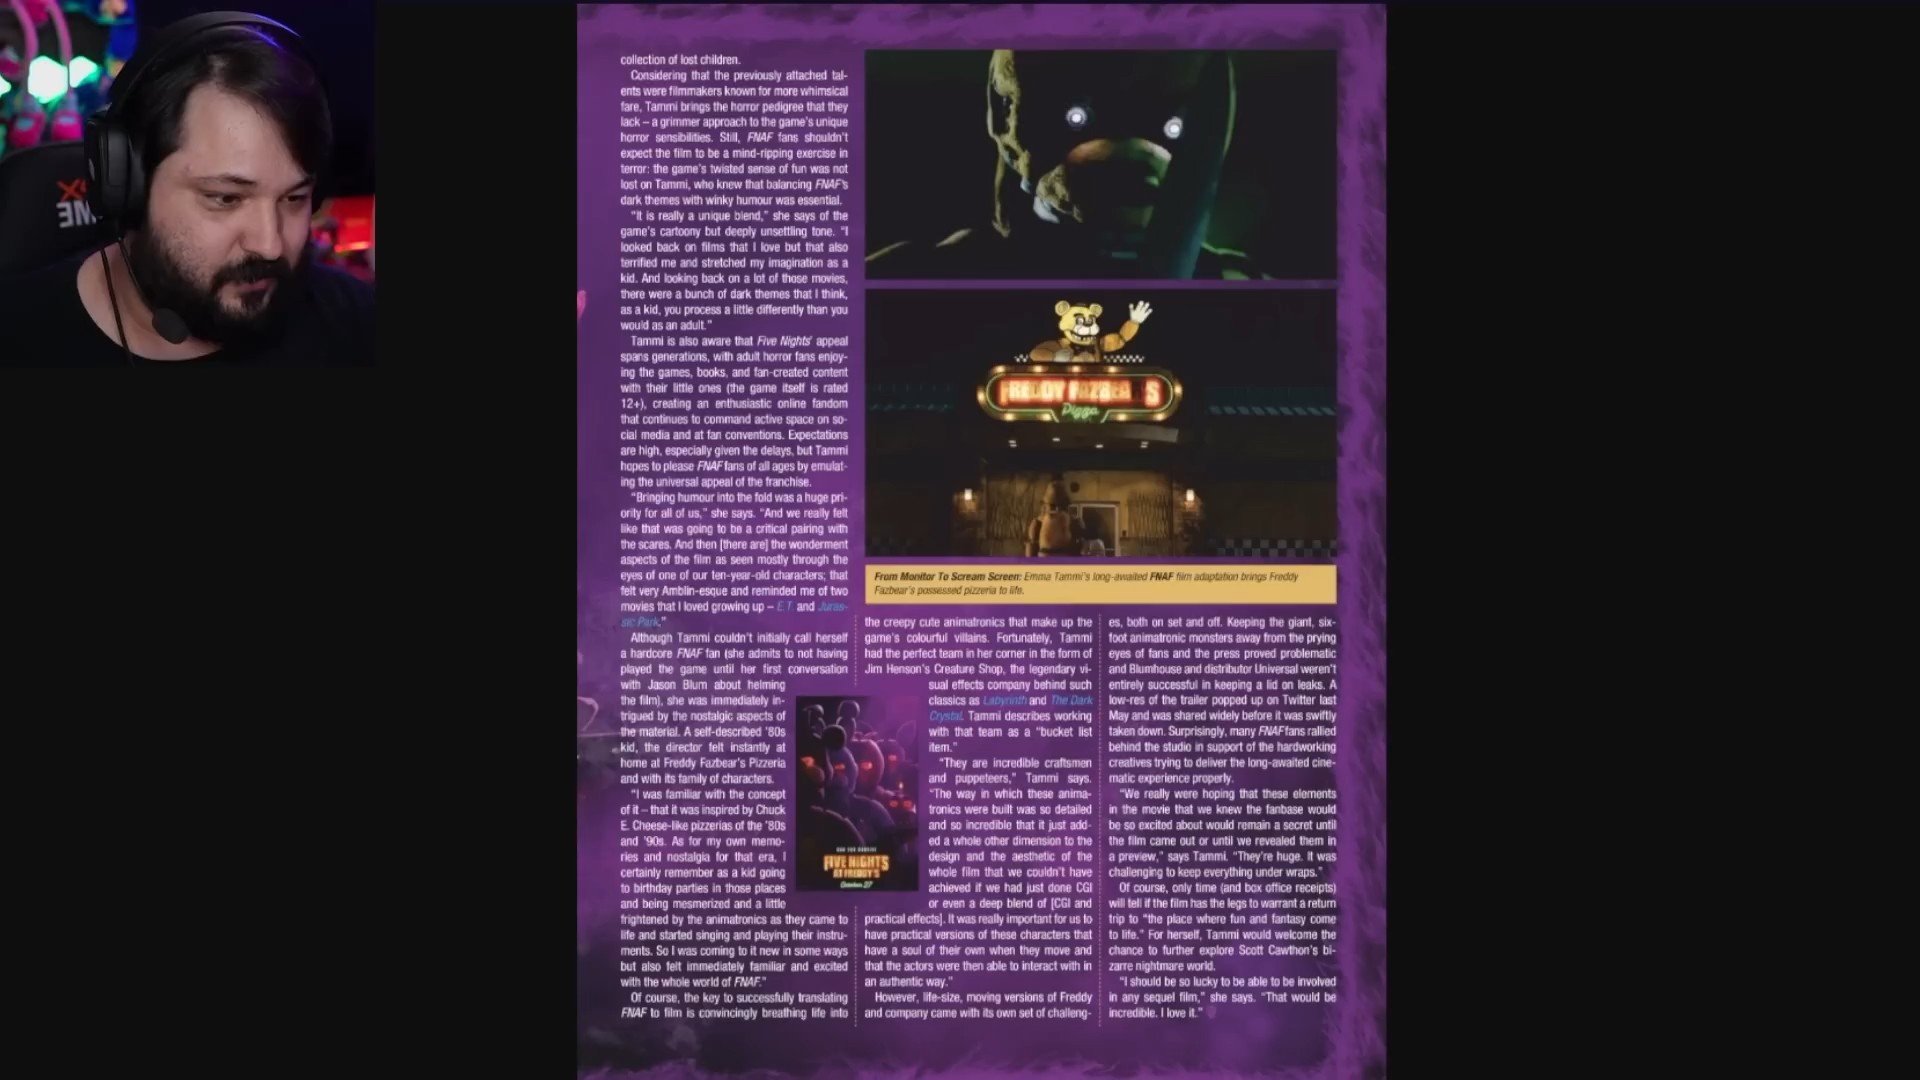 collection of lost children.
Considering that the previously attached tal-
ents were filmmakers known for more whimsical
fare, Tammi brings the horror pedigree that they
lack – a grimmer approach to the game's unique
horror sensibilities. Still, FNAF fans shouldn't
expect the film to be a mind-ripping exercise in
terror: the game's twisted sense of fun was not
lost on Tammi, who knew that balancing FNAF's
dark themes with winky humour was essential.
"It is really a unique blend," she says of the
game's cartoony but deeply unsettling tone. "I
looked back on films that I love but that also
terrified me and stretched my imagination as a
kid. And looking back on a lot of those movies,
there were a bunch of dark themes that I think,
as a kid, you process a little differently than you
would as an adult."
Tammi is also aware that Five Nights' appeal
spans generations, with adult horror fans enjoy-
ing the games, books, and fan-created content
with their little ones (the game itself is rated
12+), creating an enthusiastic online fandom
that continues to command active space on so-
cial media and at fan conventions. Expectations
are high, especially given the delays, but Tammi
hopes to please FNAF fans of all ages by emulat-
ing the universal appeal of the franchise.
"Bringing humour into the fold was a huge pri-
ority for all of us," she says. "And we really felt
like that was going to be a critical pairing with
the scares. And then [there are] the wonderment
aspects of the film as seen mostly through the
eyes of one of our ten-year-old characters; that
felt very Amblin-esque and reminded me of two
movies that I loved growing up – E.T. and Juras-
sic Park."
Although Tammi couldn't initially call herself
a hardcore FNAF fan (she admits to not having
played the game until her first conversation
with Jason Blum about helming
the film), she was immediately in-
trigued by the nostalgic aspects of
the material. A self-described '80s
kid, the director felt instantly at
home at Freddy Fazbear's Pizzeria
and with its family of characters.
"I was familiar with the concept
of it – that it was inspired by Chuck
E. Cheese-like pizzerias of the '80s
and '90s. As for my own memo-
ries and nostalgia for that era, I
certainly remember as a kid going
to birthday parties in those places
and being mesmerized and a little
frightened by the animatronics as they came to
life and started singing and playing their instru-
ments. So I was coming to it new in some ways
but also felt immediately familiar and excited
with the whole world of FNAF."
Of course, the key to successfully translating
FNAF to film is convincingly breathing life into
FREDDY FAZBEAR'S
Pizza
From Monitor To Scream Screen: Emma Tammi's long-awaited FNAF film adaptation brings Freddy
Fazbear's possessed pizzeria to life.
the creepy cute animatronics that make up the
game's colourful villains. Fortunately, Tammi
had the perfect team in her corner in the form of
Jim Henson's Creature Shop, the legendary vi-
sual effects company behind such
classics as Labyrinth and The Dark
Crystal. Tammi describes working
with that team as a "bucket list
item."
"They are incredible craftsmen
and puppeteers," Tammi says.
"The way in which these anima-
tronics were built was so detailed
and so incredible that it just add-
ed a whole other dimension to the
design and the aesthetic of the
whole film that we couldn't have
achieved if we had just done CGI
or even a deep blend of [CGI and
practical effects]. It was really important for us to
have practical versions of these characters that
have a soul of their own when they move and
that the actors were then able to interact with in
an authentic way."
However, life-size, moving versions of Freddy
and company came with its own set of challeng-
FIVE NIGHTS
AT FREDDY'S
October 27
es, both on set and off. Keeping the giant, six-
foot animatronic monsters away from the prying
eyes of fans and the press proved problematic
and Blumhouse and distributor Universal weren't
entirely successful in keeping a lid on leaks. A
low-res of the trailer popped up on Twitter last
May and was shared widely before it was swiftly
taken down. Surprisingly, many FNAF fans rallied
behind the studio in support of the hardworking
creatives trying to deliver the long-awaited cine-
matic experience properly.
"We really were hoping that these elements
in the movie that we knew the fanbase would
be so excited about would remain a secret until
the film came out or until we revealed them in
a preview," says Tammi. "They're huge. It was
challenging to keep everything under wraps."
Of course, only time (and box office receipts)
will tell if the film has the legs to warrant a return
trip to "the place where fun and fantasy come
to life." For herself, Tammi would welcome the
chance to further explore Scott Cawthon's bi-
zarre nightmare world.
"I should be so lucky to be able to be involved
in any sequel film," she says. "That would be
incredible. I love it."